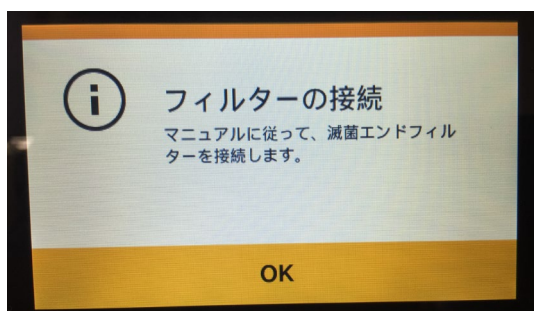 フィルターの接続
マニュアルに従って、滅菌エンドフィル
ターを接続します。
OK